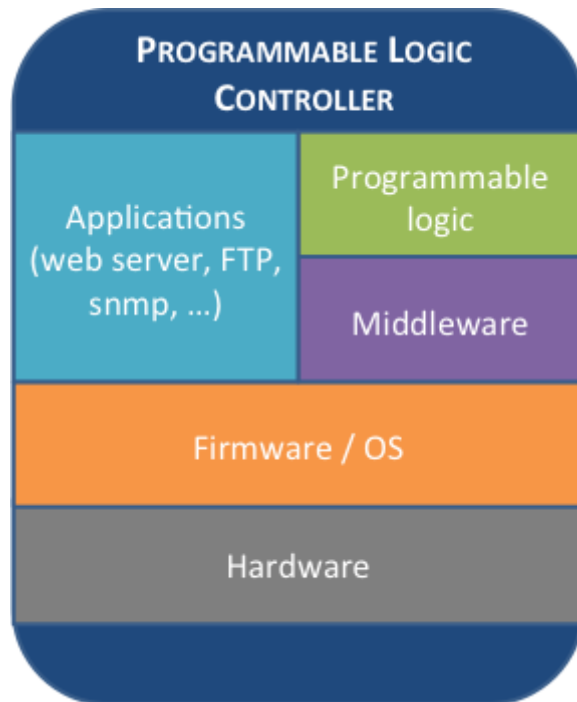 PROGRAMMABLE LOGIC
CONTROLLER
Applications
(web server, FTP,
snmp, …)
Programmable
logic
Middleware
Firmware / OS
Hardware